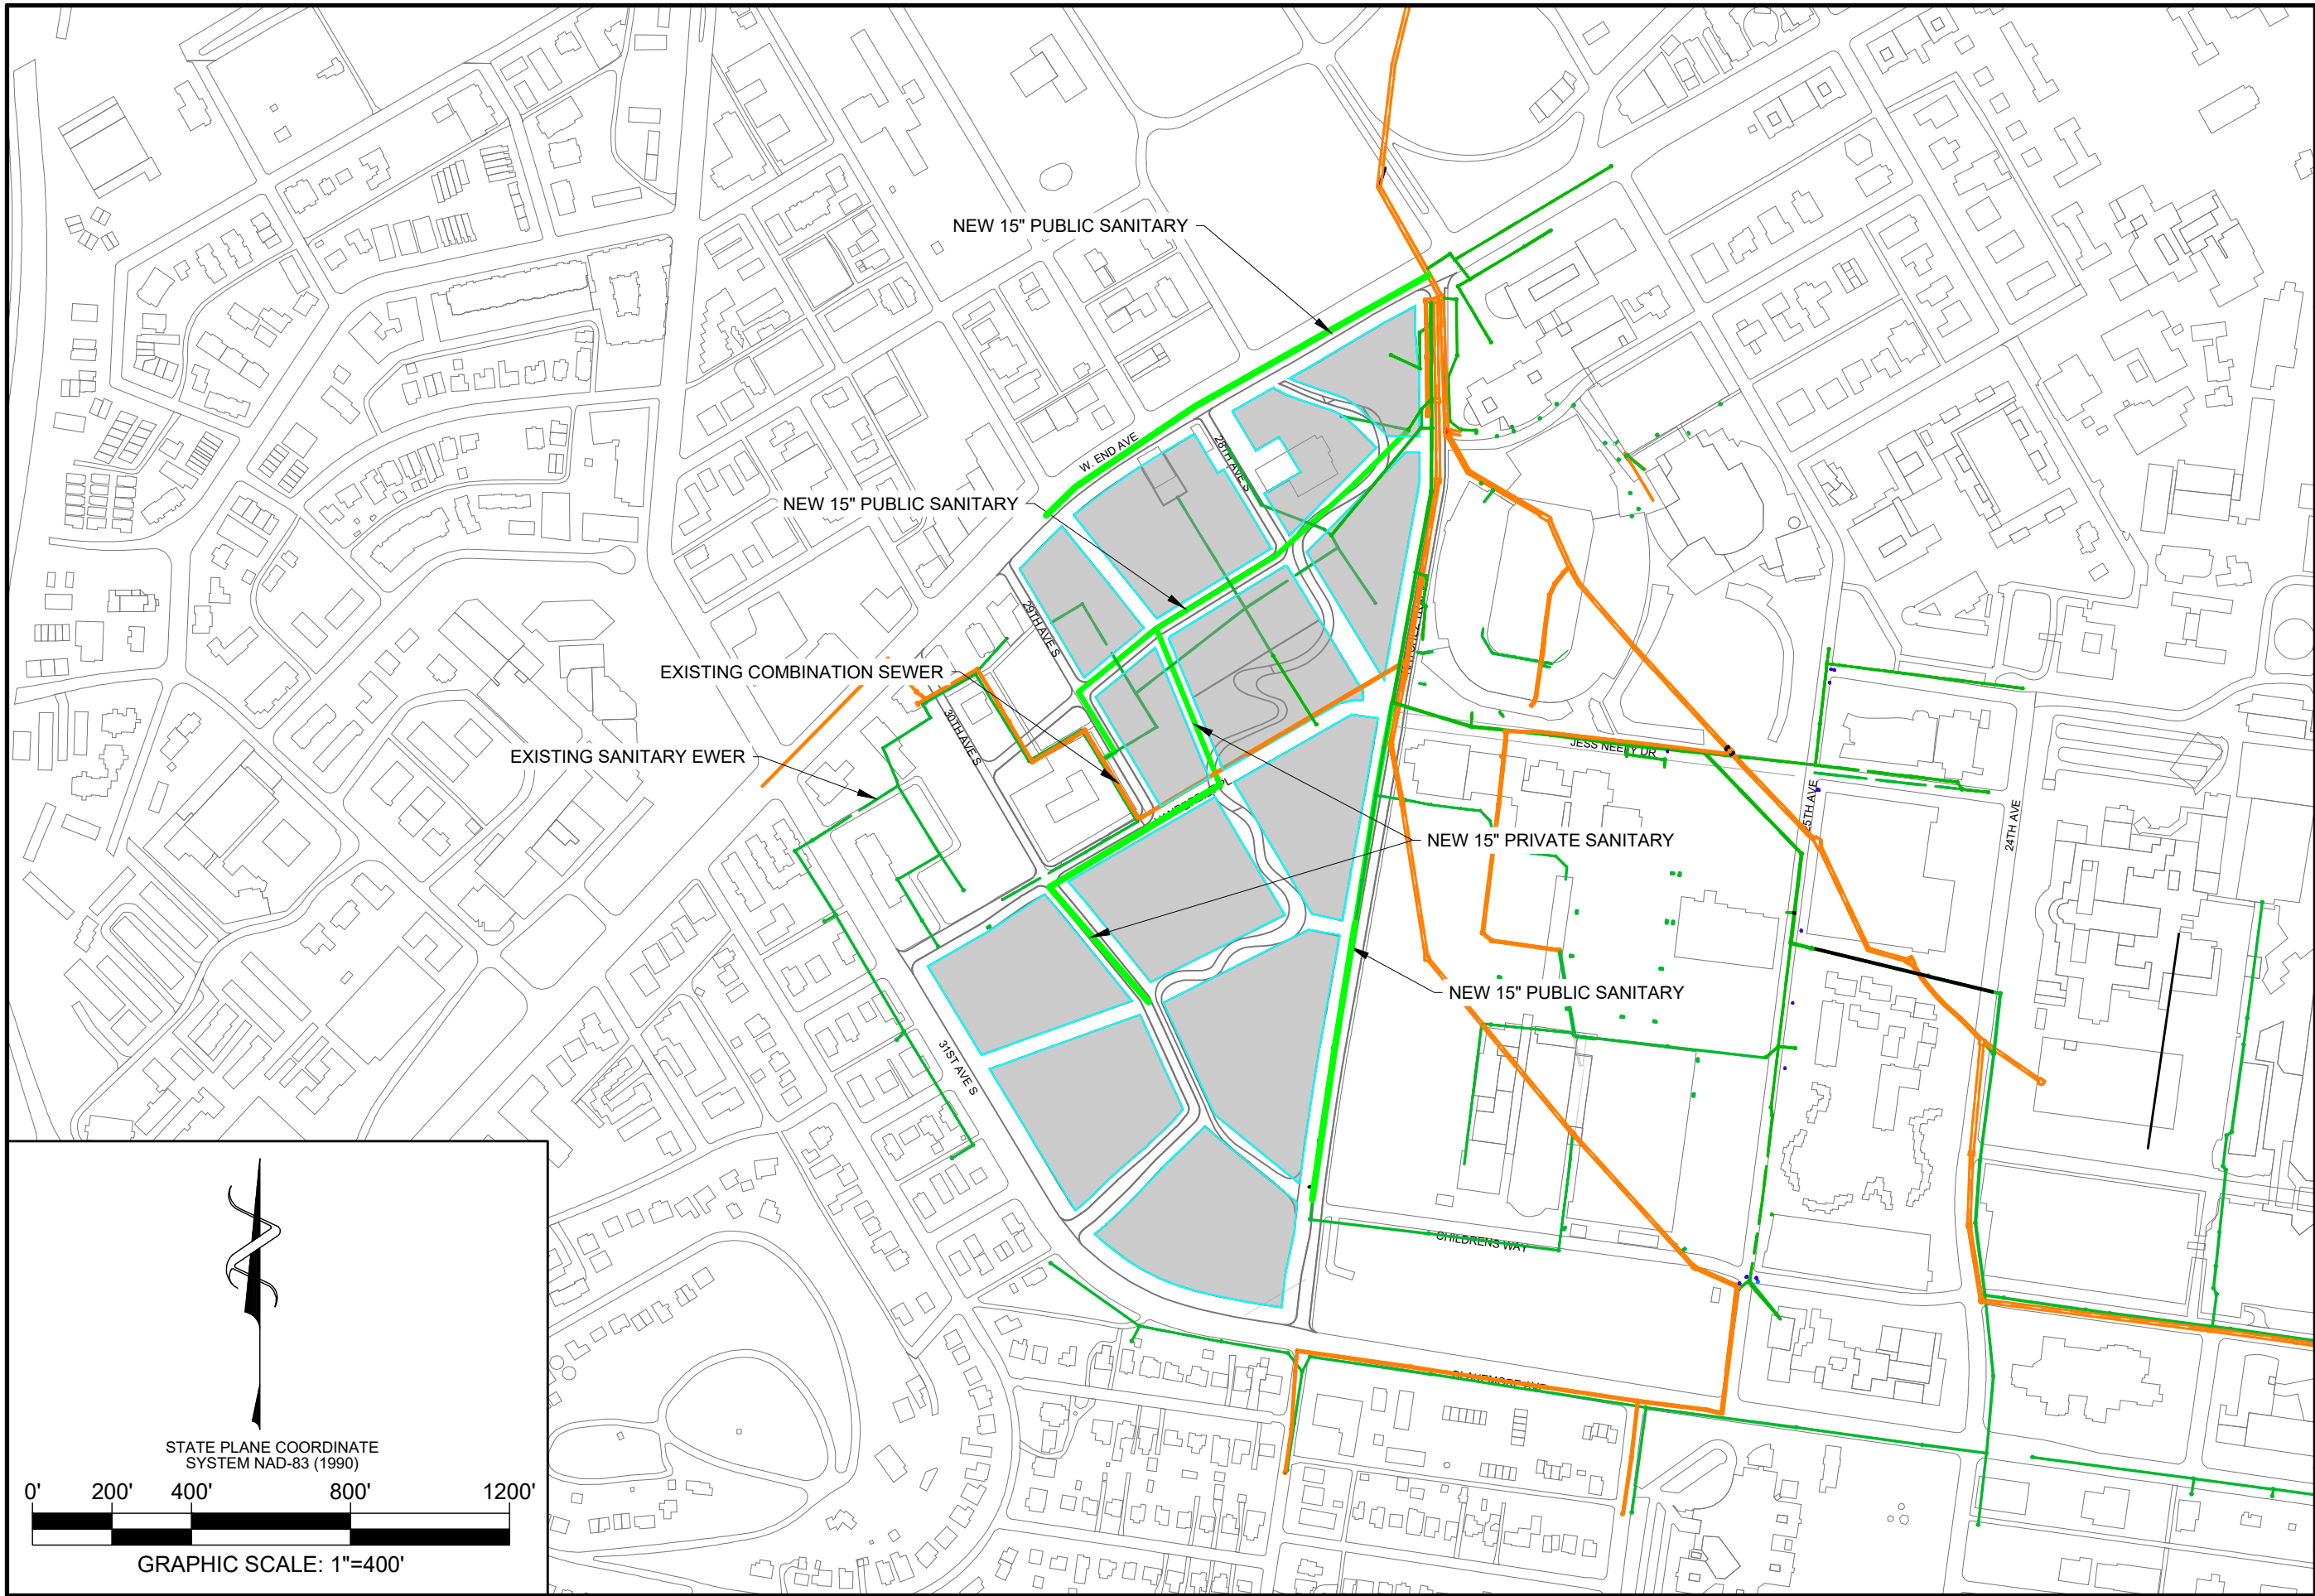 NEW 15" PUBLIC SANITARY
W. END AVE
28TH AVE S
NEW 15" PUBLIC SANITARY
29TH AVE S
EXISTING COMBINATION SEWER
30TH AVE S
EXISTING SANITARY EWER
JESS NEELY DR
25TH AVE
24TH AVE
NEW 15" PRIVATE SANITARY
NEW 15" PUBLIC SANITARY
31ST AVE S
CHILDRENS WAY
STATE PLANE COORDINATE
SYSTEM NAD-83 (1990)
0' 200' 400' 800' 1200'
GRAPHIC SCALE: 1"=400'